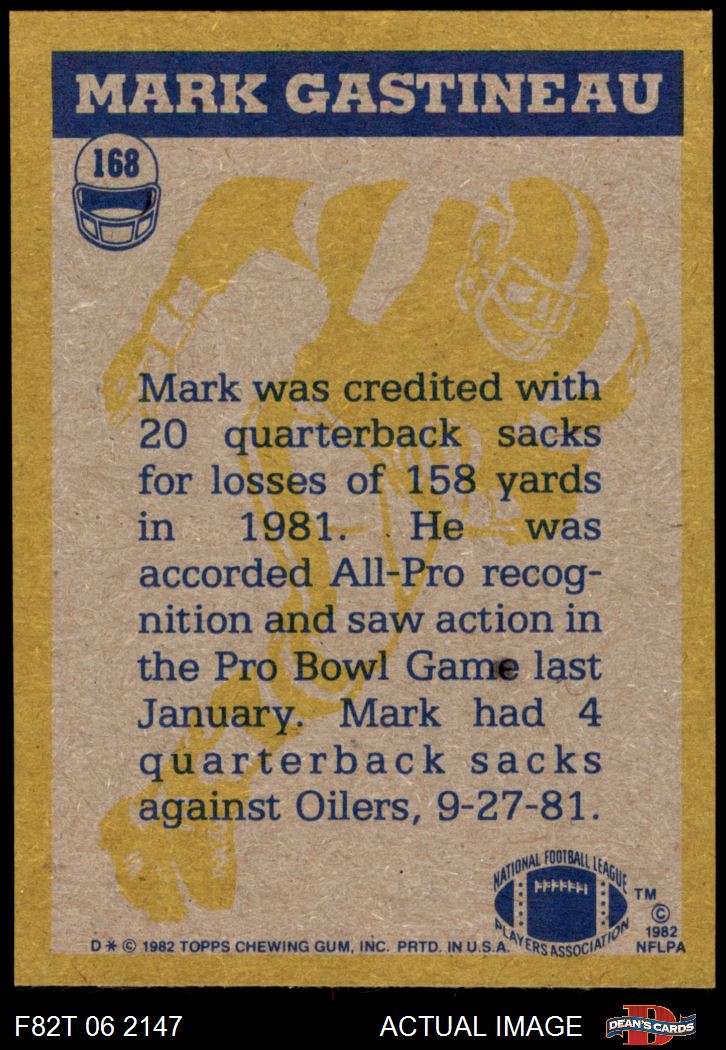 MARK GASTINEAU
168
Mark was credited with
20 quarterback sacks
for losses of 158 yards
in 1981. He was
accorded All-Pro recog-
nition and saw action in
the Pro Bowl Game last
January. Mark had 4
quarterback sacks
against Oilers, 9-27-81.
NATIONAL FOOTBALL LEAGUE
PLAYERS ASSOCIATION
TM
©
1982
NFLPA
D * © 1982 TOPPS CHEWING GUM, INC. PRTD. IN U.S.A.
F82T 06 2147
ACTUAL IMAGE
D
DEAN'S CARDS